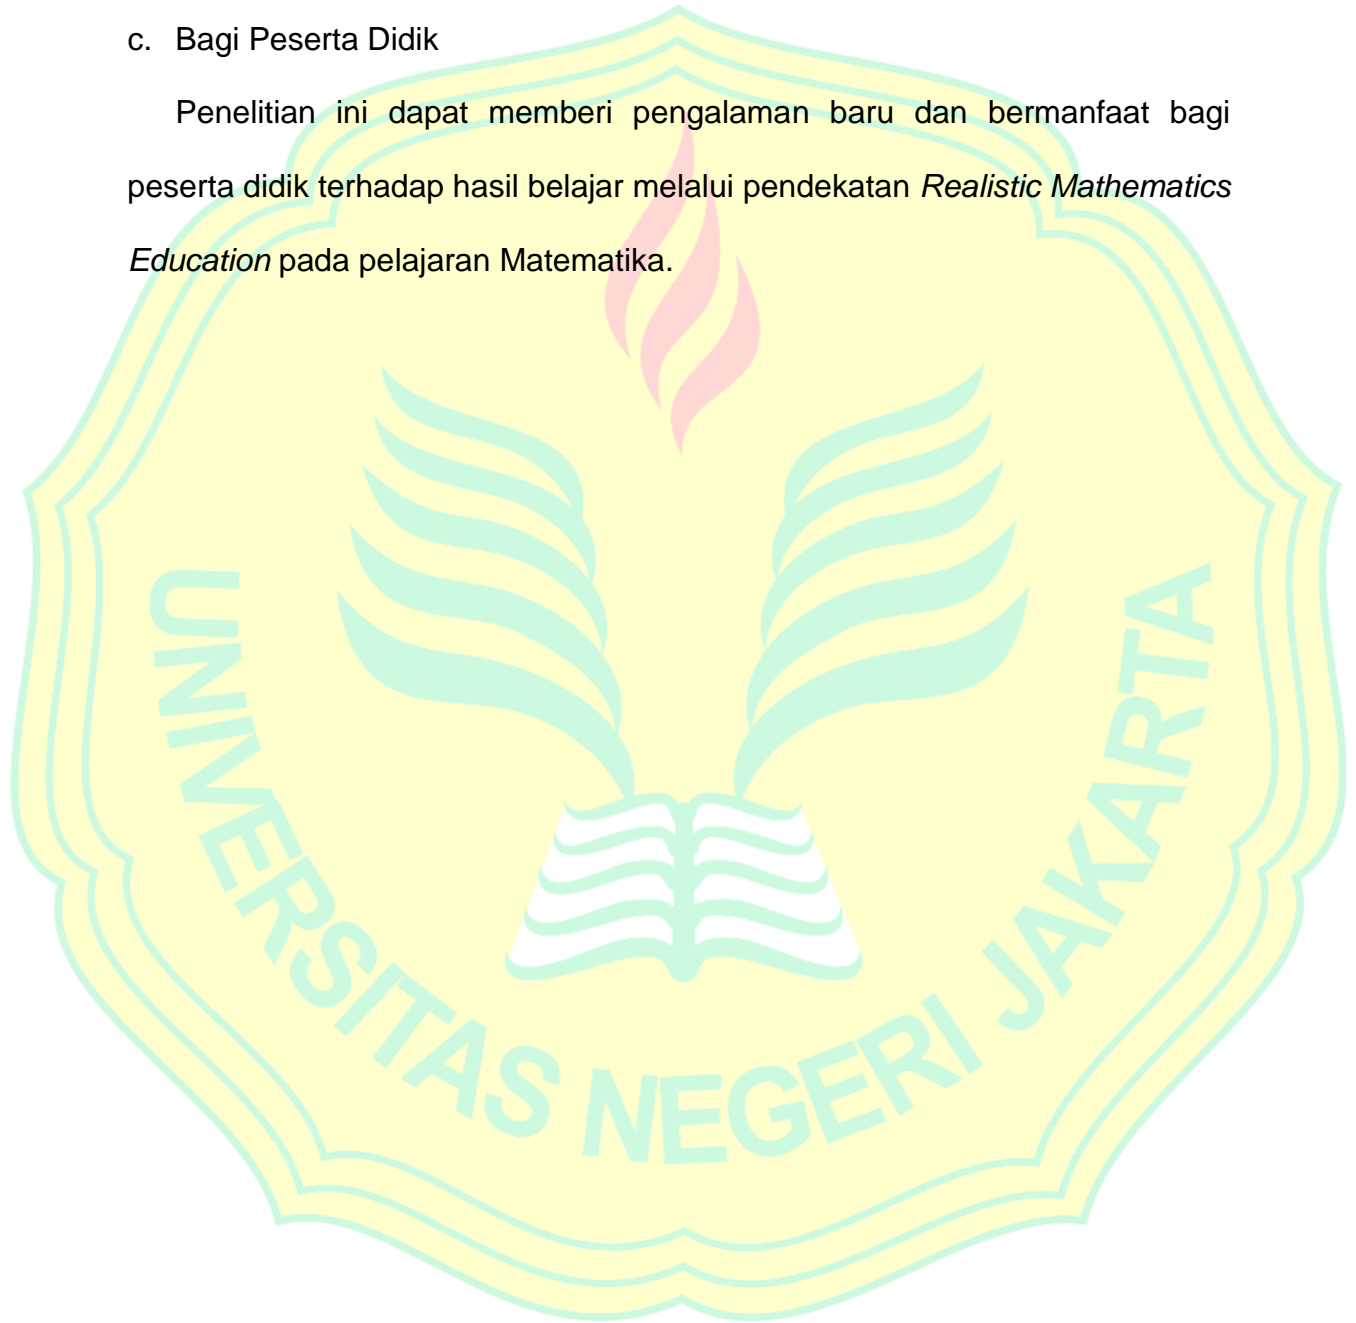 c. Bagi Peserta Didik
Penelitian ini dapat memberi pengalaman baru dan bermanfaat bagi
peserta didik terhadap hasil belajar melalui pendekatan Realistic Mathematics
Education pada pelajaran Matematika.
UNIVERSITAS NEGERI JAKARTA